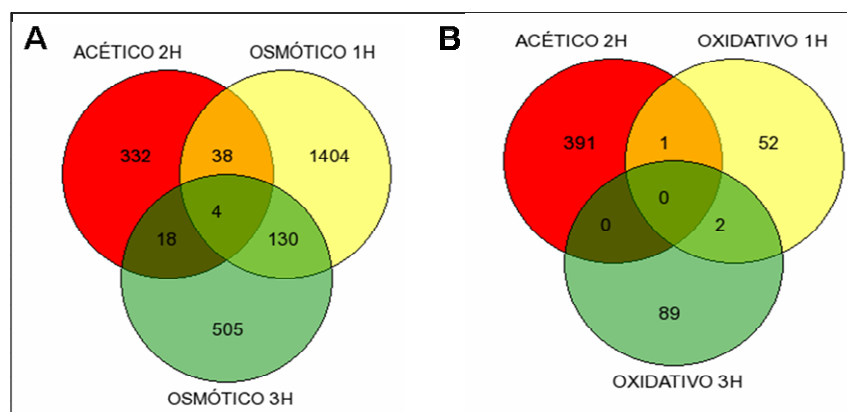 A
ACÉTICO 2H
OSMÓTICO 1H
332
38
1404
4
18
130
505
OSMÓTICO 3H
B
ACÉTICO 2H
OXIDATIVO 1H
391
1
52
0
0
2
89
OXIDATIVO 3H